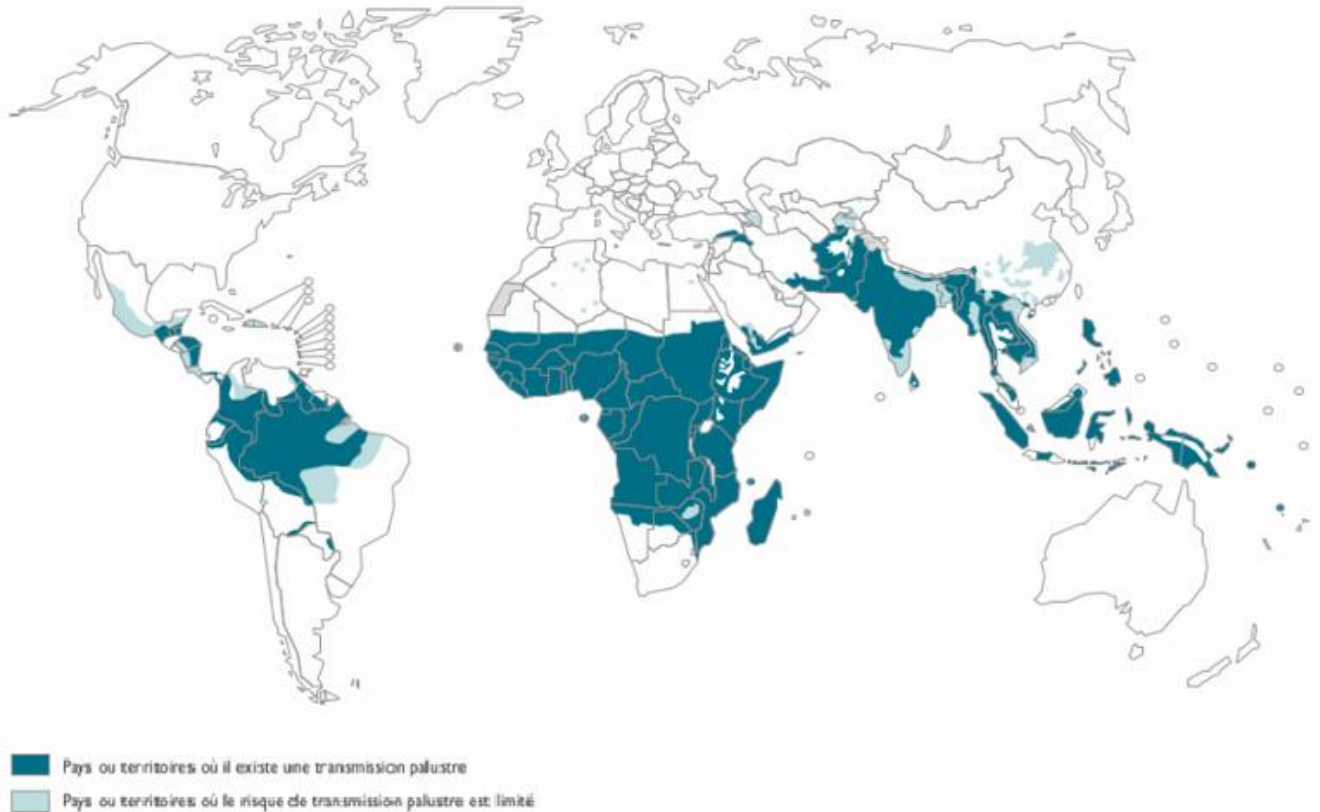 Pays ou territoires où il existe une transmission palustre
Pays ou territoires où le risque de transmission palustre est limité